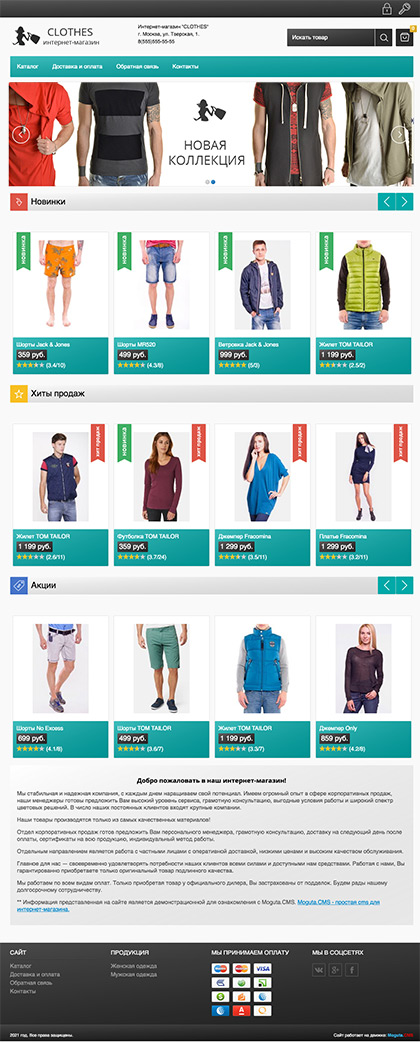 CLOTHES
интернет-магазин
Интернет-магазин "CLOTHES"
г. Москва, ул. Тверская, 1.
8(555)555-55-55
Искать товар
0
Каталог
Доставка и оплата
Обратная связь
Контакты
НОВАЯ
КОЛЛЕКЦИЯ
Новинки
новинка
новинка
новинка
Шорты Jack & Jones
359 руб.
(3.4/10)
Шорты MR520
499 руб.
(4.3/8)
Ветровка Jack & Jones
999 руб.
(5/3)
Жилет TOM TAILOR
1 199 руб.
(2.5/2)
Хиты продаж
хит продаж
новинка
хит продаж
хит продаж
хит продаж
Жилет TOM TAILOR
1 199 руб.
(2.6/11)
Футболка TOM TAILOR
359 руб.
(3.7/24)
Джемпер Fracomina
1 299 руб.
(3.5/11)
Платье Fracomina
1 299 руб.
(3.2/11)
Акции
Шорты No Excess
699 руб.
(4.1/8)
Шорты TOM TAILOR
499 руб.
(3.6/7)
Жилет TOM TAILOR
1 199 руб.
(3.3/7)
Джемпер Only
859 руб.
(4.2/8)
Добро пожаловать в наш интернет-магазин!
Мы стабильная и надежная компания, с каждым днем наращиваем свой потенциал. Имеем огромный опыт в сфере корпоративных продаж,
наши менеджеры готовы предложить Вам высокий уровень сервиса, грамотную консультацию, выгодные условия работы и широкий спектр
цветовых решений. В число наших постоянных клиентов входят крупные компании.
Наши товары производятся только из самых качественных материалов!
Отдел корпоративных продаж готов предложить Вам персонального менеджера, грамотную консультацию, доставку на следующий день после
оплаты, сертификаты на всю продукцию, индивидуальный метод работы.
Отдельным направлением является работа с частными лицами с оперативной доставкой, низкими ценами и высоким качеством обслуживания.
Главное для нас — своевременно удовлетворять потребности наших клиентов всеми силами и доступными нам средствами. Работая с нами, Вы
гарантированно приобретаете только оригинальный товар подлинного качества.
Мы работаем по всем видам оплат. Только приобретая товар у официального дилера, Вы застрахованы от подделок. Будем рады нашему
долгосрочному сотрудничеству.
** Информация представленная на сайте является демонстрационной для ознакомления с Moguta.CMS. Moguta.CMS - простая cms для
интернет-магазина.
САЙТ
Каталог
Доставка и оплата
Обратная связь
Контакты
ПРОДУКЦИЯ
Женская одежда
Мужская одежда
МЫ ПРИНИМАЕМ ОПЛАТУ
VISA
МЫ В СОЦСЕТЯХ
2021 год. Все права защищены.
Сайт работает на движке: Moguta.CMS